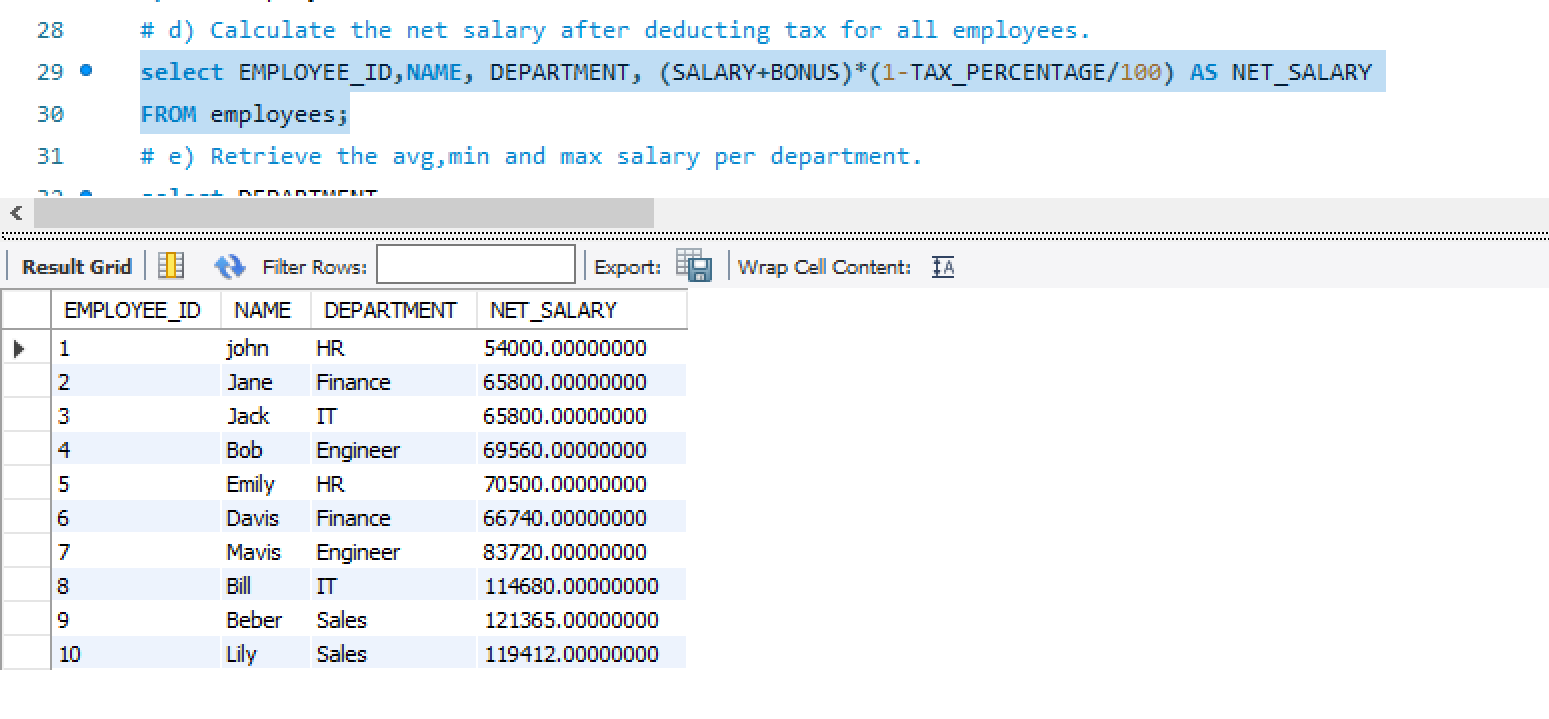 28 # d) Calculate the net salary after deducting tax for all employees.
29 select EMPLOYEE_ID,NAME, DEPARTMENT, (SALARY+BONUS)*(1-TAX_PERCENTAGE/100) AS NET_SALARY
30 FROM employees;
31 # e) Retrieve the avg,min and max salary per department.
32 select DEPARTMENT
Result Grid Filter Rows: Export: Wrap Cell Content: IA
EMPLOYEE_ID NAME DEPARTMENT NET_SALARY
1 john HR 54000.00000000
2 Jane Finance 65800.00000000
3 Jack IT 65800.00000000
4 Bob Engineer 69560.00000000
5 Emily HR 70500.00000000
6 Davis Finance 66740.00000000
7 Mavis Engineer 83720.00000000
8 Bill IT 114680.00000000
9 Beber Sales 121365.00000000
10 Lily Sales 119412.00000000